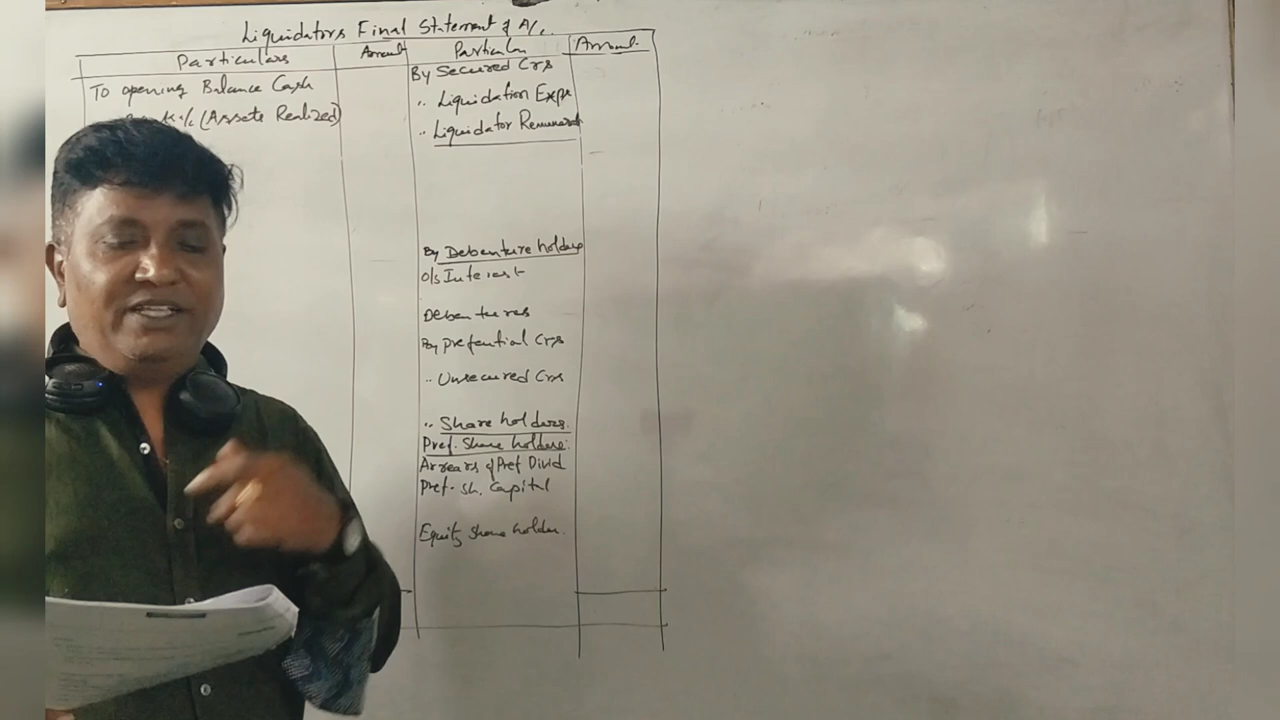 Liquidators Final Statement of A/c.
Particulars Amount Particular Amount
To opening Balance Cash
(Assets Realized)
By Secured Crs
" Liquidation Exps
" Liquidator Remunerat
By Debenture holders
O/s Interest
Debentures
By prefential Crs
" Unsecured Crs
" Share holders.
Pref. Share holders:
Arrears of Pref Divid
Pref. Sh. Capital
Equity Share holder.